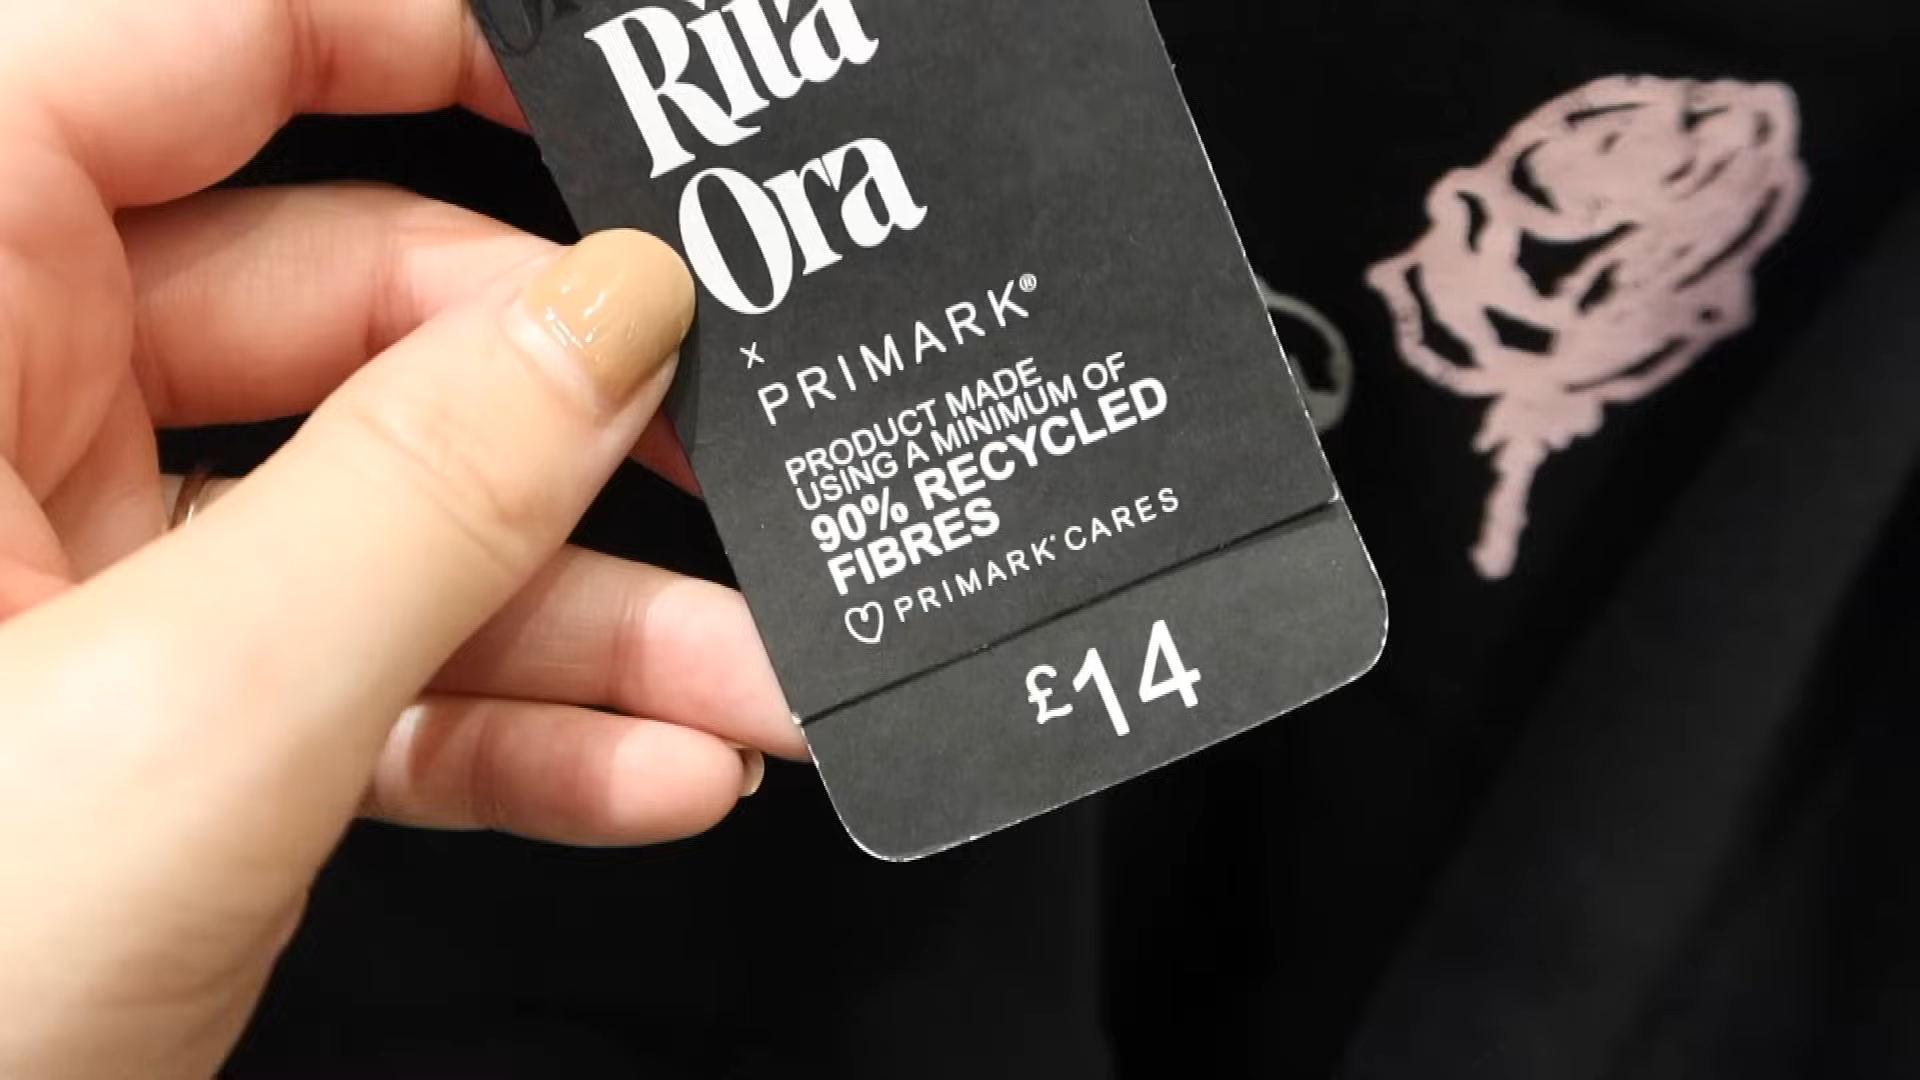 Rita
Ora
x
PRIMARK®
PRODUCT MADE
USING A MINIMUM OF
90% RECYCLED
FIBRES
PRIMARK® CARES
£14